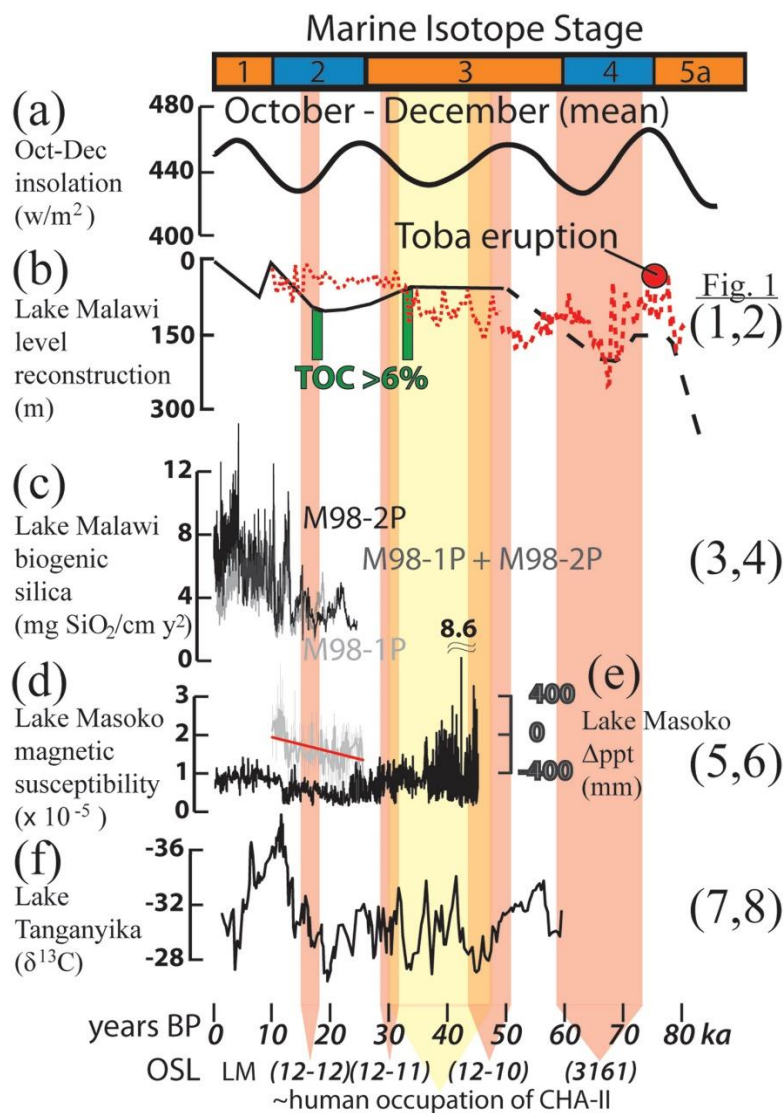 Marine Isotope Stage
1 2 3 4 5a
(a)
Oct-Dec
insolation
(w/m²)
480
440
400
October - December (mean)
(b)
Lake Malawi
level
reconstruction
(m)
0
150
300
Toba eruption
TOC >6%
Fig. 1
(1,2)
(c)
Lake Malawi
biogenic
silica
(mg SiO₂/cm y²)
12
8
4
0
M98-2P
M98-1P + M98-2P
M98-1P
(3,4)
(d)
Lake Masoko
magnetic
susceptibility
(x 10⁻⁵)
3
2
1
0
8.6
400
0
-400
(e)
Lake Masoko
Δppt
(mm)
(5,6)
(f)
Lake
Tanganyika
(δ¹³C)
-36
-32
-28
(7,8)
years BP
0 10 20 30 40 50 60 70 80 ka
OSL LM (12-12) (12-11) (12-10) (3161)
~human occupation of CHA-II